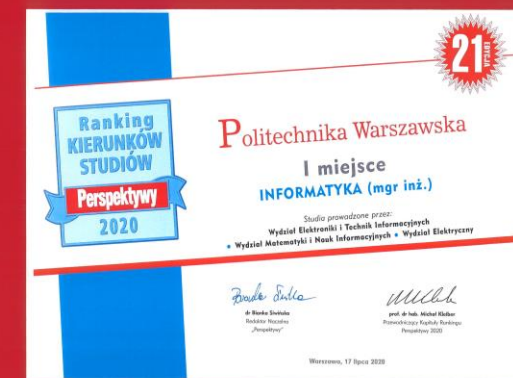 21
EDYCJA
Ranking
KIERUNKÓW
STUDIÓW
Perspektywy
2020
Politechnika Warszawska
I miejsce
INFORMATYKA (mgr inż.)
Studia prowadzone przez:
Wydział Elektroniki i Technik Informacyjnych
• Wydział Matematyki i Nauk Informacyjnych • Wydział Elektryczny
dr Bianka Siwińska
Redaktor Naczelna
„Perspektywy”
prof. dr hab. Michał Kleiber
Przewodniczący Kapituły Rankingu
Perspektywy 2020
Warszawa, 17 lipca 2020